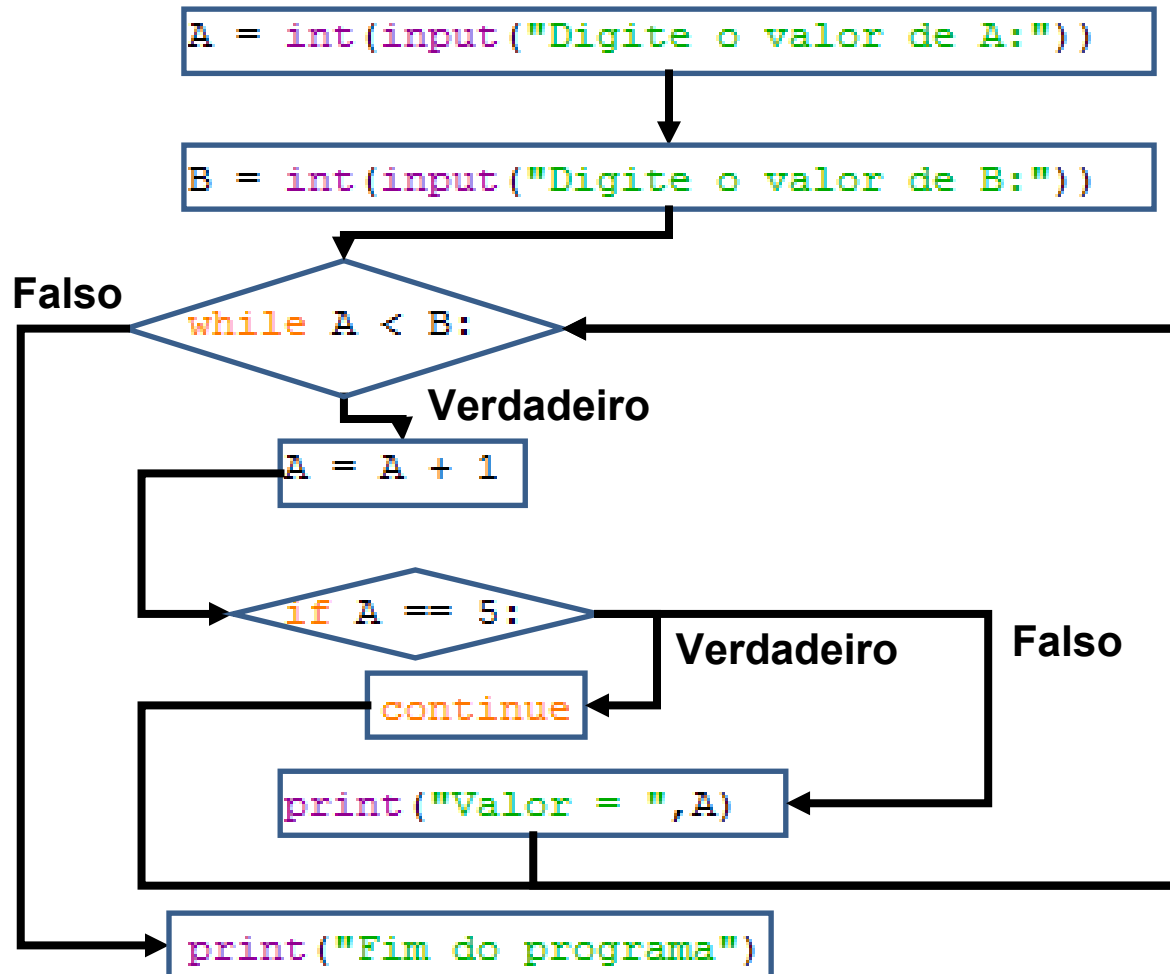 A = int(input("Digite o valor de A:"))
B = int(input("Digite o valor de B:"))
Falso
while A < B:
Verdadeiro
A = A + 1
if A == 5:
Verdadeiro
Falso
continue
print("Valor = ",A)
print("Fim do programa")